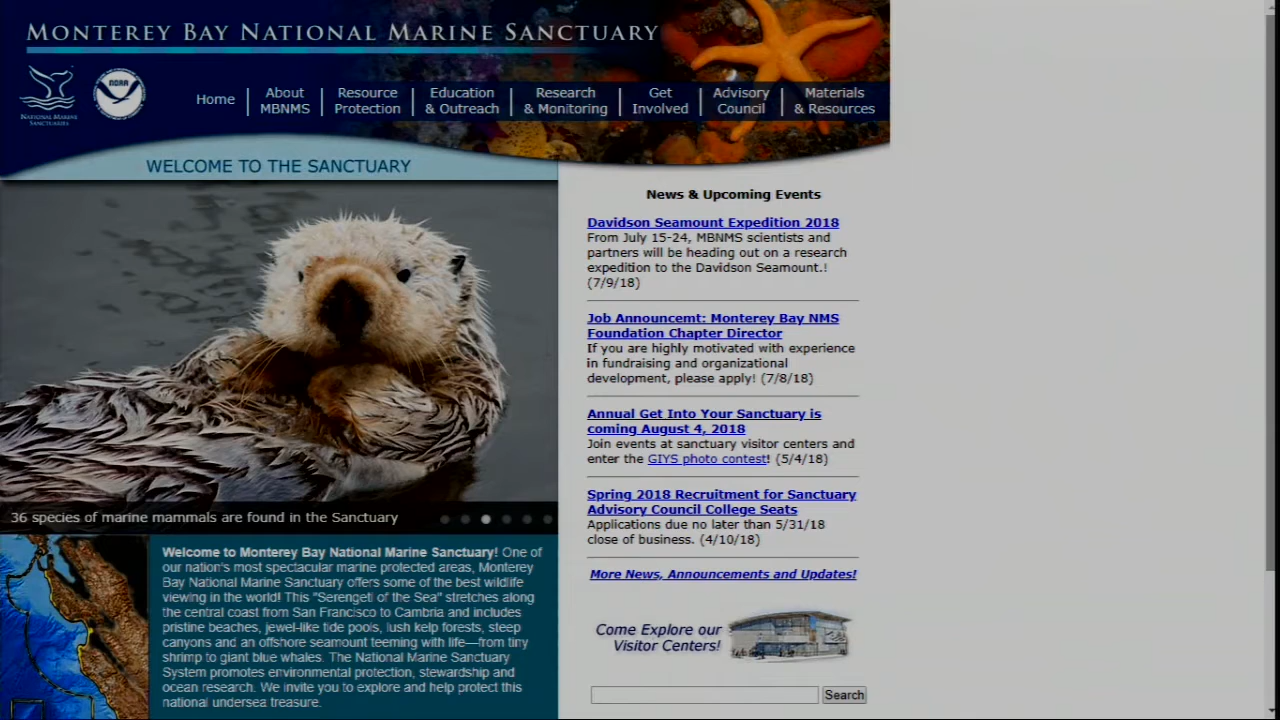 MONTEREY BAY NATIONAL MARINE SANCTUARY
NATIONAL MARINE
SANCTUARIES
NOAA
Home
About
MBNMS
Resource
Protection
Education
& Outreach
Research
& Monitoring
Get
Involved
Advisory
Council
Materials
& Resources
WELCOME TO THE SANCTUARY
36 species of marine mammals are found in the Sanctuary
Welcome to Monterey Bay National Marine Sanctuary! One of
our nation's most spectacular marine protected areas, Monterey
Bay National Marine Sanctuary offers some of the best wildlife
viewing in the world! This "Serengeti of the Sea" stretches along
the central coast from San Francisco to Cambria and includes
pristine beaches, jewel-like tide pools, lush kelp forests, steep
canyons and an offshore seamount teeming with life—from tiny
shrimp to giant blue whales. The National Marine Sanctuary
System promotes environmental protection, stewardship and
ocean research. We invite you to explore and help protect this
national undersea treasure.
News & Upcoming Events
Davidson Seamount Expedition 2018
From July 15-24, MBNMS scientists and
partners will be heading out on a research
expedition to the Davidson Seamount.!
(7/9/18)
Job Announcemt: Monterey Bay NMS
Foundation Chapter Director
If you are highly motivated with experience
in fundraising and organizational
development, please apply! (7/8/18)
Annual Get Into Your Sanctuary is
coming August 4, 2018
Join events at sanctuary visitor centers and
enter the GIYS photo contest! (5/4/18)
Spring 2018 Recruitment for Sanctuary
Advisory Council College Seats
Applications due no later than 5/31/18
close of business. (4/10/18)
More News, Announcements and Updates!
Come Explore our
Visitor Centers!
Search